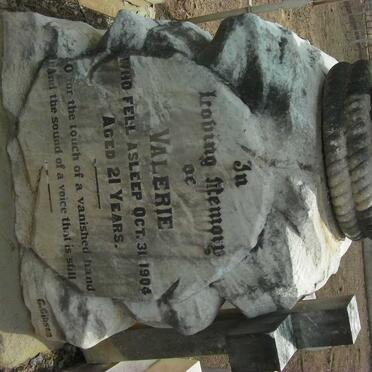 In
Loving Memory
of
VALERIE
WHO FELL ASLEEP OCT. 31 1904
AGED 21 YEARS.
O for the touch of a vanished hand
And the sound of a voice that is still